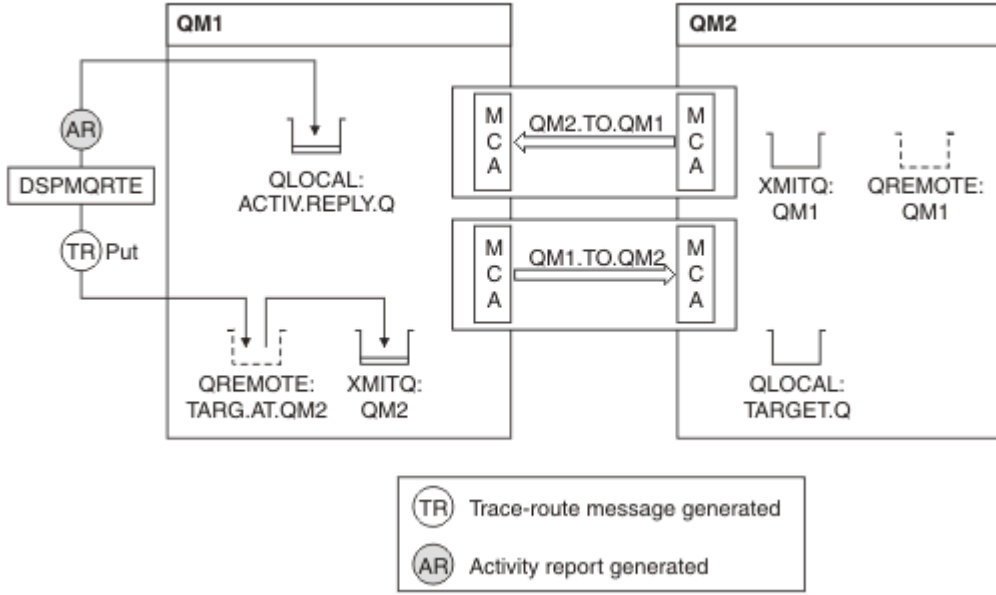 QM1
QM2
AR
DSPMQRTE
TR Put
QLOCAL:
ACTIV.REPLY.Q
M
C
A
QM2.TO.QM1
M
C
A
XMITQ:
QM1
QREMOTE:
QM1
M
C
A
QM1.TO.QM2
M
C
A
QREMOTE:
TARG.AT.QM2
XMITQ:
QM2
QLOCAL:
TARGET.Q
TR Trace-route message generated
AR Activity report generated